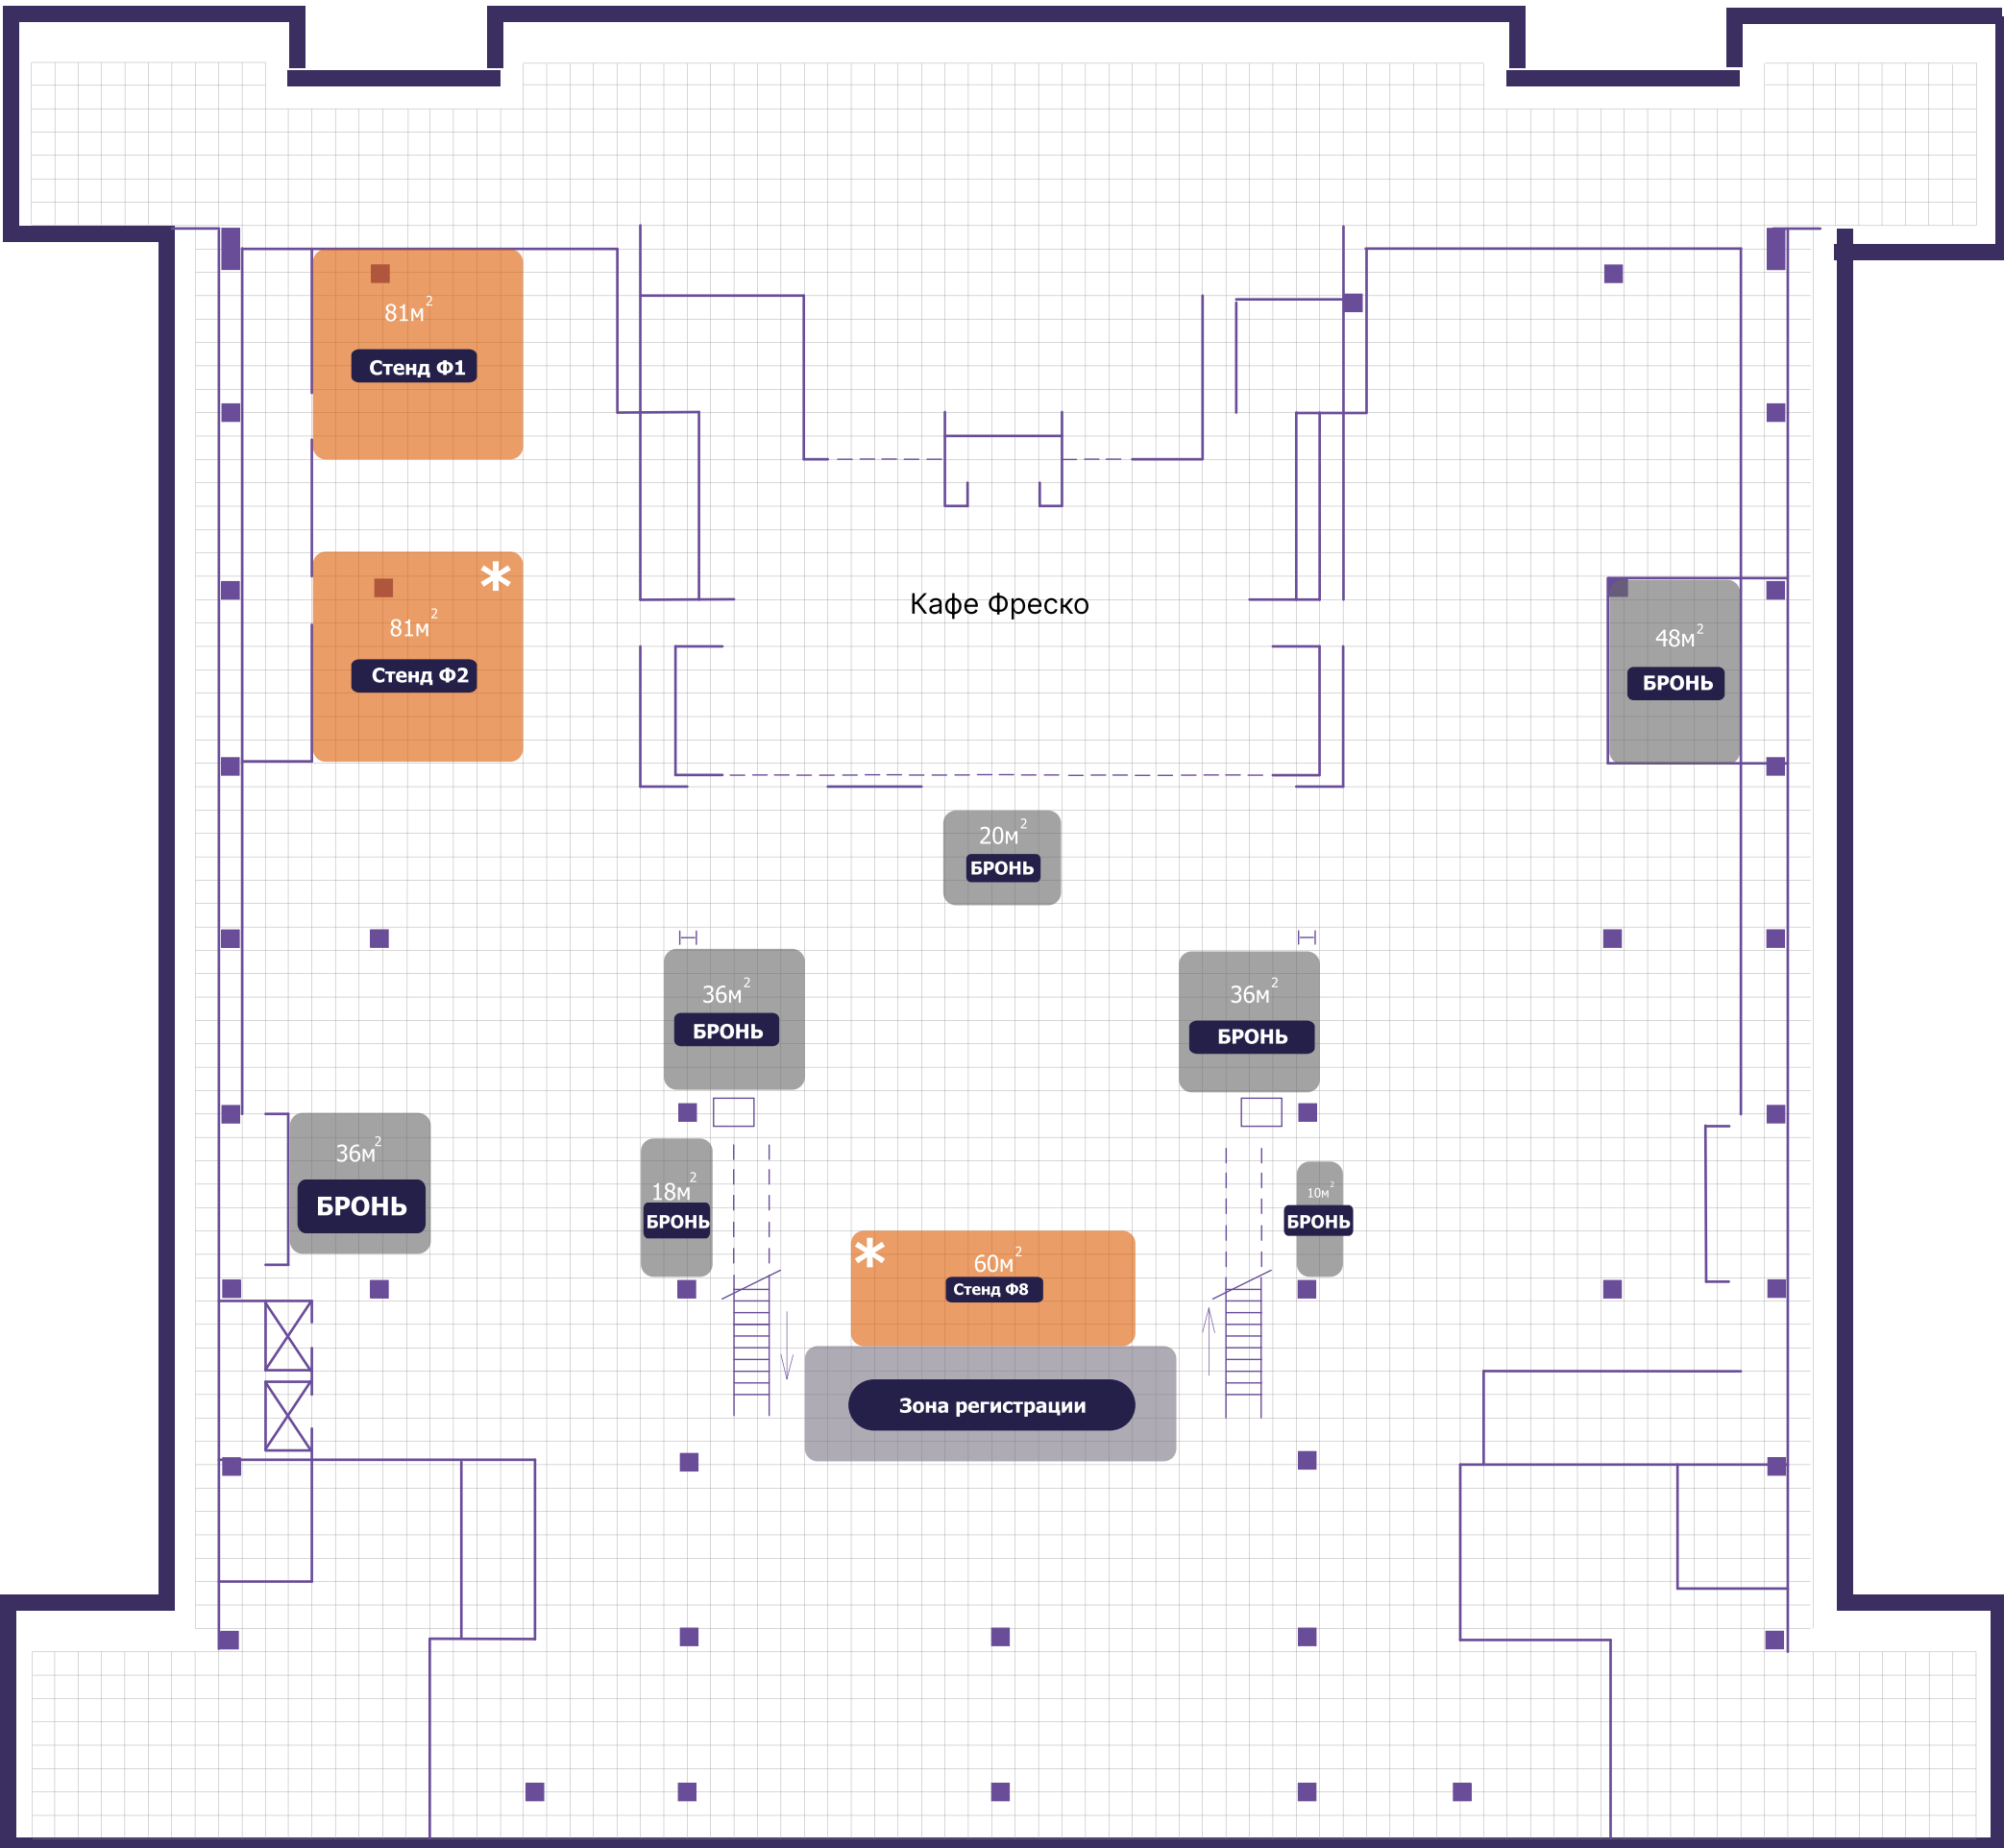 81м²
Стенд Ф1
81м²
Стенд Ф2
Кафе Фреско
48м²
БРОНЬ
20м²
БРОНЬ
36м²
БРОНЬ
36м²
БРОНЬ
36м²
БРОНЬ
18м²
БРОНЬ
10м²
БРОНЬ
60м²
Стенд Ф8
Зона регистрации